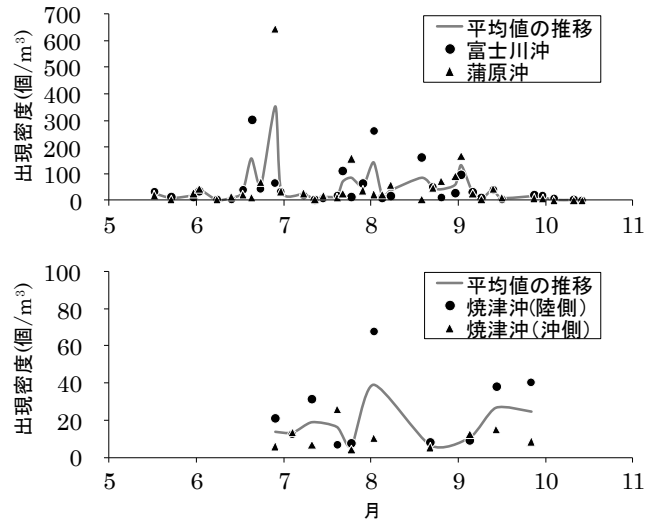 出現密度(個/m³)
700
600
500
400
300
200
100
0
平均値の推移
富士川沖
蒲原沖
5 6 7 8 9 10 11
出現密度(個/m³)
100
80
60
40
20
0
平均値の推移
焼津沖(陸側)
焼津沖(沖側)
5 6 7 8 9 10 11
月